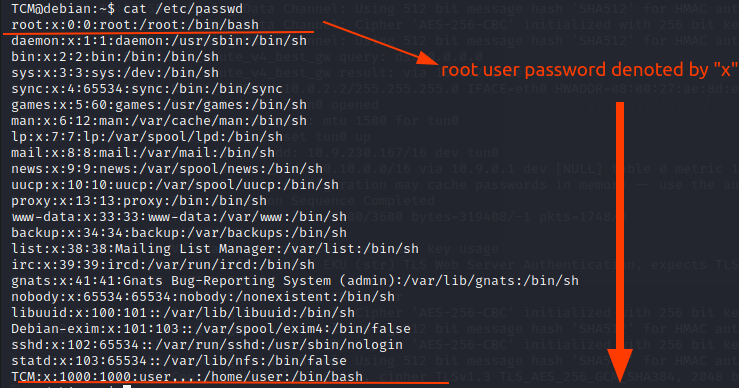 TCM@debian:~$ cat /etc/passwd
root:x:0:0:root:/root:/bin/bash
daemon:x:1:1:daemon:/usr/sbin:/bin/sh
bin:x:2:2:bin:/bin:/bin/sh
sys:x:3:3:sys:/dev:/bin/sh
root user password denoted by "x"
sync:x:4:65534:sync:/bin:/bin/sync
games:x:5:60:games:/usr/games:/bin/sh
man:x:6:12:man:/var/cache/man:/bin/sh
lp:x:7:7:lp:/var/spool/lpd:/bin/sh
mail:x:8:8:mail:/var/mail:/bin/sh
news:x:9:9:news:/var/spool/news:/bin/sh
uucp:x:10:10:uucp:/var/spool/uucp:/bin/sh
proxy:x:13:13:proxy:/bin:/bin/sh
www-data:x:33:33:www-data:/var/www:/bin/sh
backup:x:34:34:backup:/var/backups:/bin/sh
list:x:38:38:Mailing List Manager:/var/list:/bin/sh
irc:x:39:39:ircd:/var/run/ircd:/bin/sh
gnats:x:41:41:Gnats Bug-Reporting System (admin):/var/lib/gnats:/bin/sh
nobody:x:65534:65534:nobody:/nonexistent:/bin/sh
libuuid:x:100:101::/var/lib/libuuid:/bin/sh
Debian-exim:x:101:103::/var/spool/exim4:/bin/false
sshd:x:102:65534::/var/run/sshd:/usr/sbin/nologin
statd:x:103:65534::/var/lib/nfs:/bin/false
TCM:x:1000:1000:user,,,:/home/user:/bin/bash